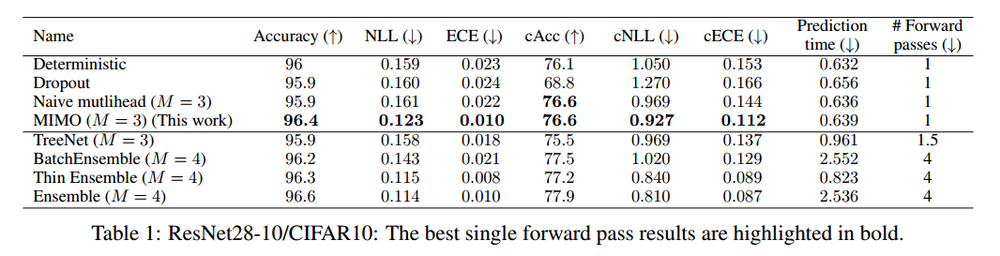 Name Accuracy (↑) NLL (↓) ECE (↓) cAcc (↑) cNLL (↓) cECE (↓) Prediction time (↓) # Forward passes (↓)
Deterministic 96 0.159 0.023 76.1 1.050 0.153 0.632 1
Dropout 95.9 0.160 0.024 68.8 1.270 0.166 0.656 1
Naive mutlihead (M = 3) 95.9 0.161 0.022 76.6 0.969 0.144 0.636 1
MIMO (M = 3) (This work) 96.4 0.123 0.010 76.6 0.927 0.112 0.639 1
TreeNet (M = 3) 95.9 0.158 0.018 75.5 0.969 0.137 0.961 1.5
BatchEnsemble (M = 4) 96.2 0.143 0.021 77.5 1.020 0.129 2.552 4
Thin Ensemble (M = 4) 96.3 0.115 0.008 77.2 0.840 0.089 0.823 4
Ensemble (M = 4) 96.6 0.114 0.010 77.9 0.810 0.087 2.536 4
Table 1: ResNet28-10/CIFAR10: The best single forward pass results are highlighted in bold.